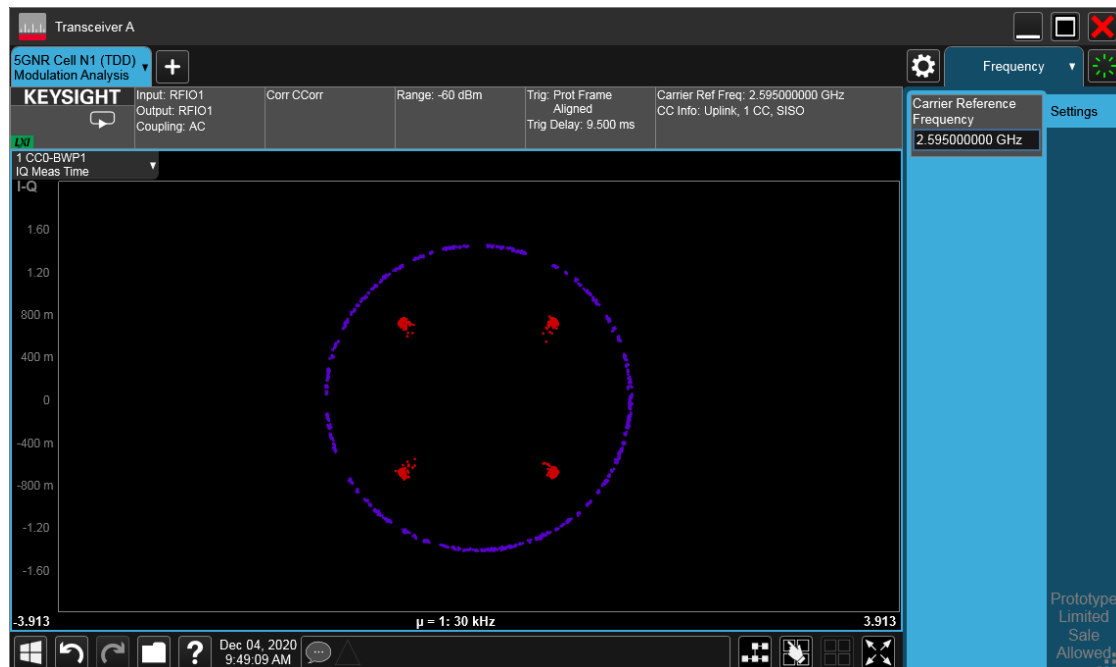 Transceiver A
5GNR Cell N1 (TDD)
Modulation Analysis
+
Frequency
KEYSIGHT
LXI
Input: RFIO1
Output: RFIO1
Coupling: AC
Corr CCorr
Range: -60 dBm
Trig: Prot Frame
Aligned
Trig Delay: 9.500 ms
Carrier Ref Freq: 2.595000000 GHz
CC Info: Uplink, 1 CC, SISO
Carrier Reference
Frequency
2.595000000 GHz
Settings
1 CC0-BWP1
IQ Meas Time
I-Q
1.60
1.20
800 m
400 m
0
-400 m
-800 m
-1.20
-1.60
-3.913
μ = 1: 30 kHz
3.913
Prototype
Limited
Sale
Allowed
?
Dec 04, 2020
9:49:09 AM